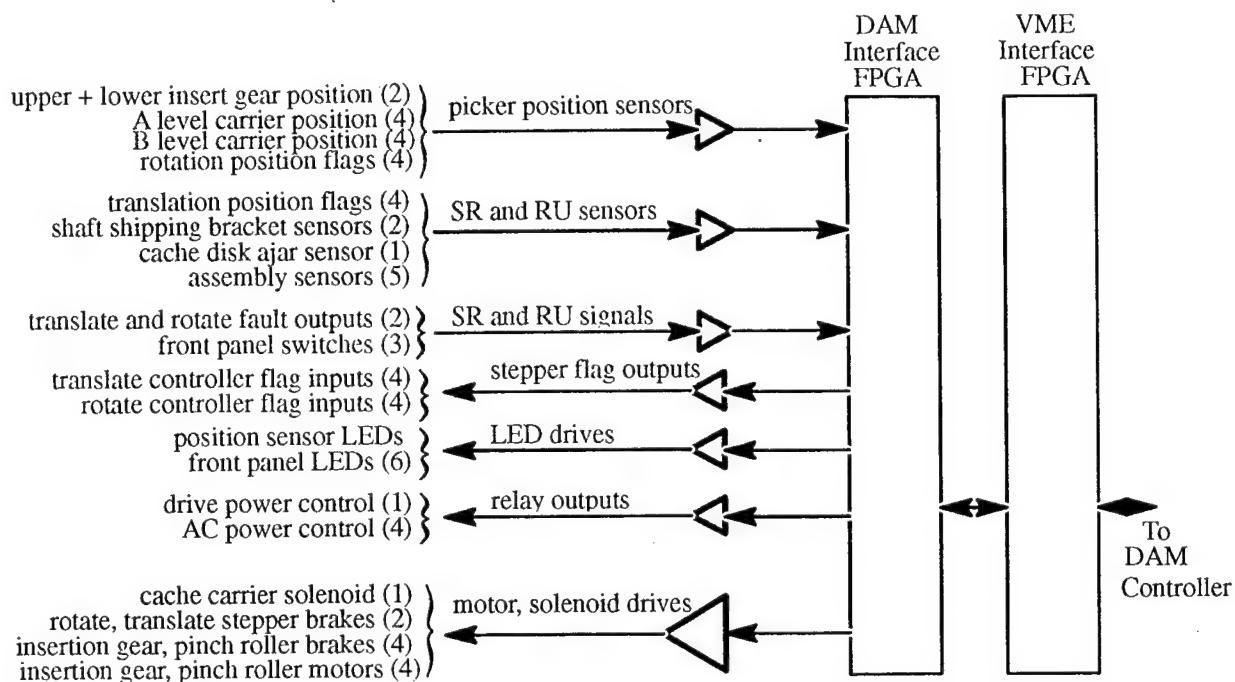 DAM
Interface
FPGA
VME
Interface
FPGA
upper + lower insert gear position (2)
A level carrier position (4)
B level carrier position (4)
rotation position flags (4)
picker position sensors
translation position flags (4)
shaft shipping bracket sensors (2)
cache disk ajar sensor (1)
assembly sensors (5)
SR and RU sensors
translate and rotate fault outputs (2)
front panel switches (3)
SR and RU signals
translate controller flag inputs (4)
rotate controller flag inputs (4)
stepper flag outputs
position sensor LEDs
front panel LEDs (6)
LED drives
drive power control (1)
AC power control (4)
relay outputs
To
DAM
Controller
cache carrier solenoid (1)
rotate, translate stepper brakes (2)
insertion gear, pinch roller brakes (4)
insertion gear, pinch roller motors (4)
motor, solenoid drives